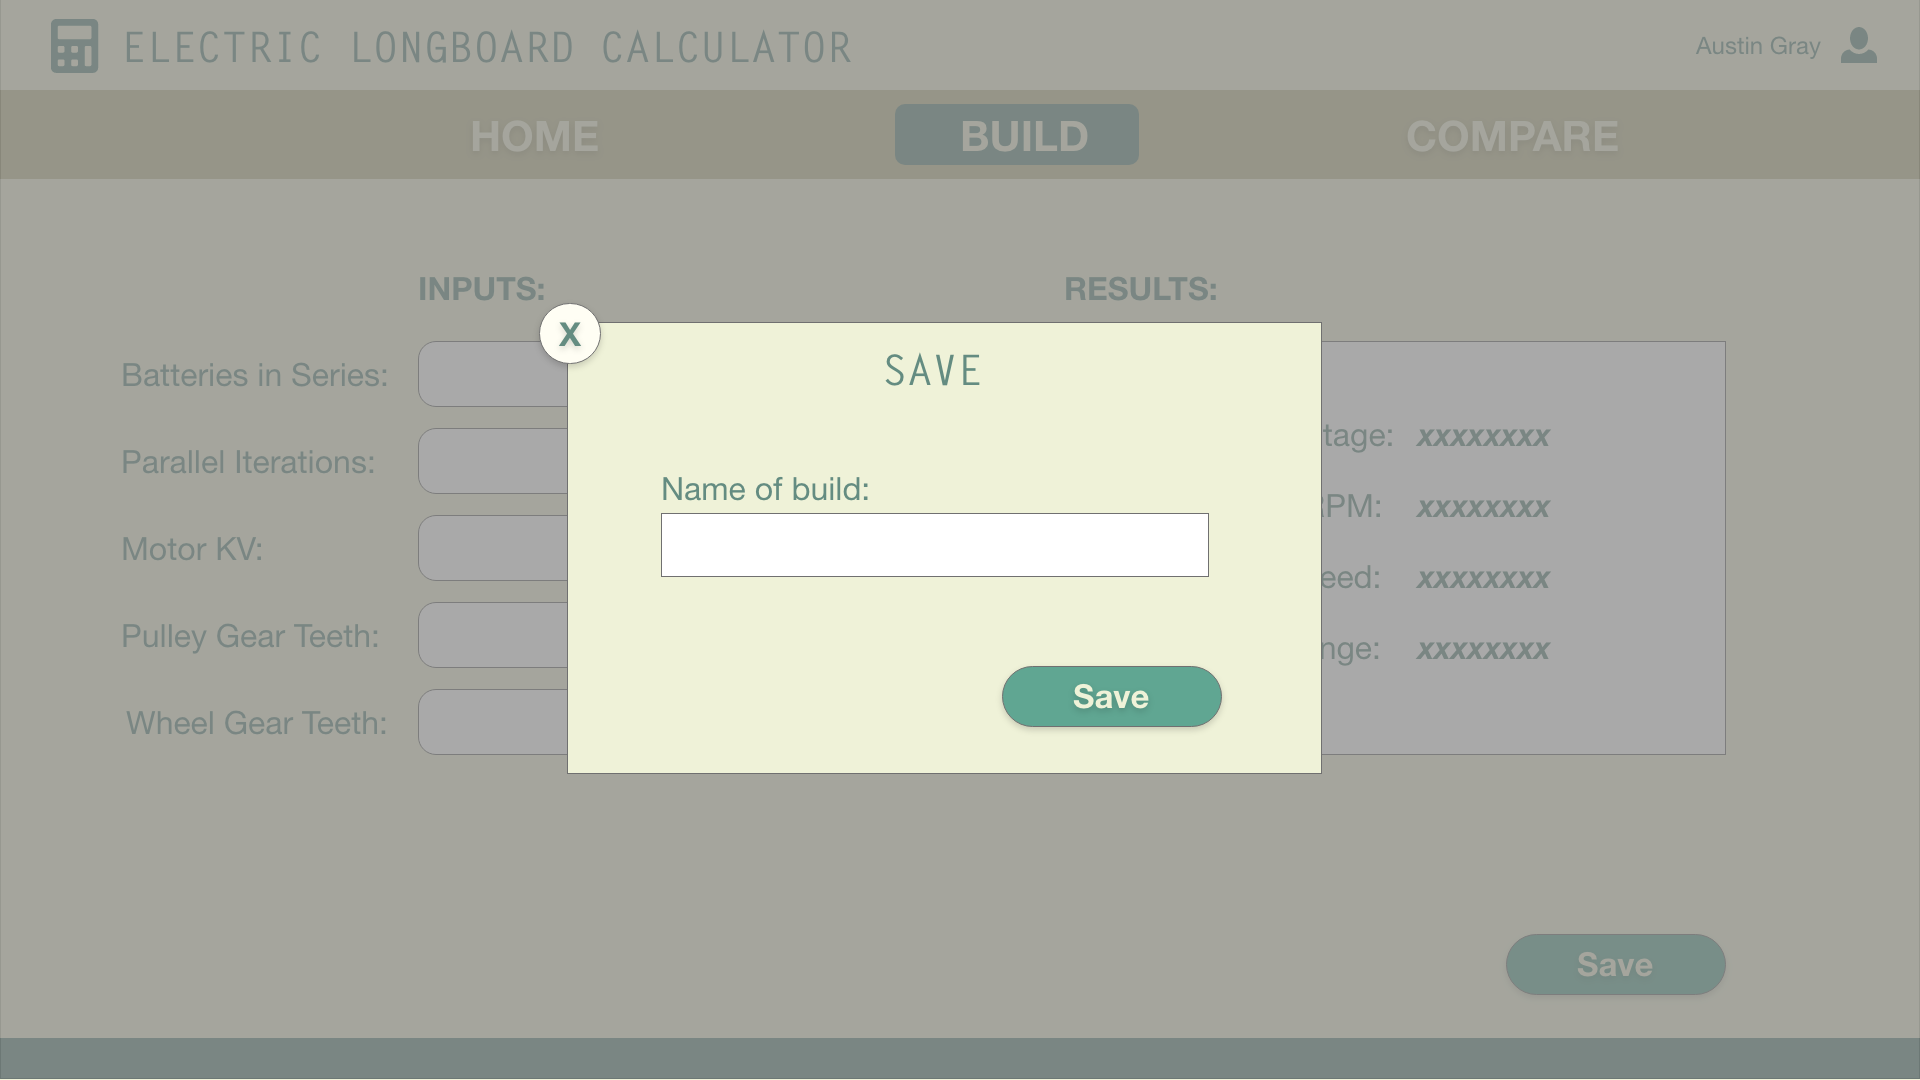 ELECTRIC LONGBOARD CALCULATOR
Austin Gray
HOME
BUILD
COMPARE
INPUTS:
RESULTS:
X
SAVE
Batteries in Series:
Parallel Iterations:
Motor KV:
Pulley Gear Teeth:
Wheel Gear Teeth:
Name of build:
Save
tage: xxxxxxxx
RPM: xxxxxxxx
eed: xxxxxxxx
nge: xxxxxxxx
Save